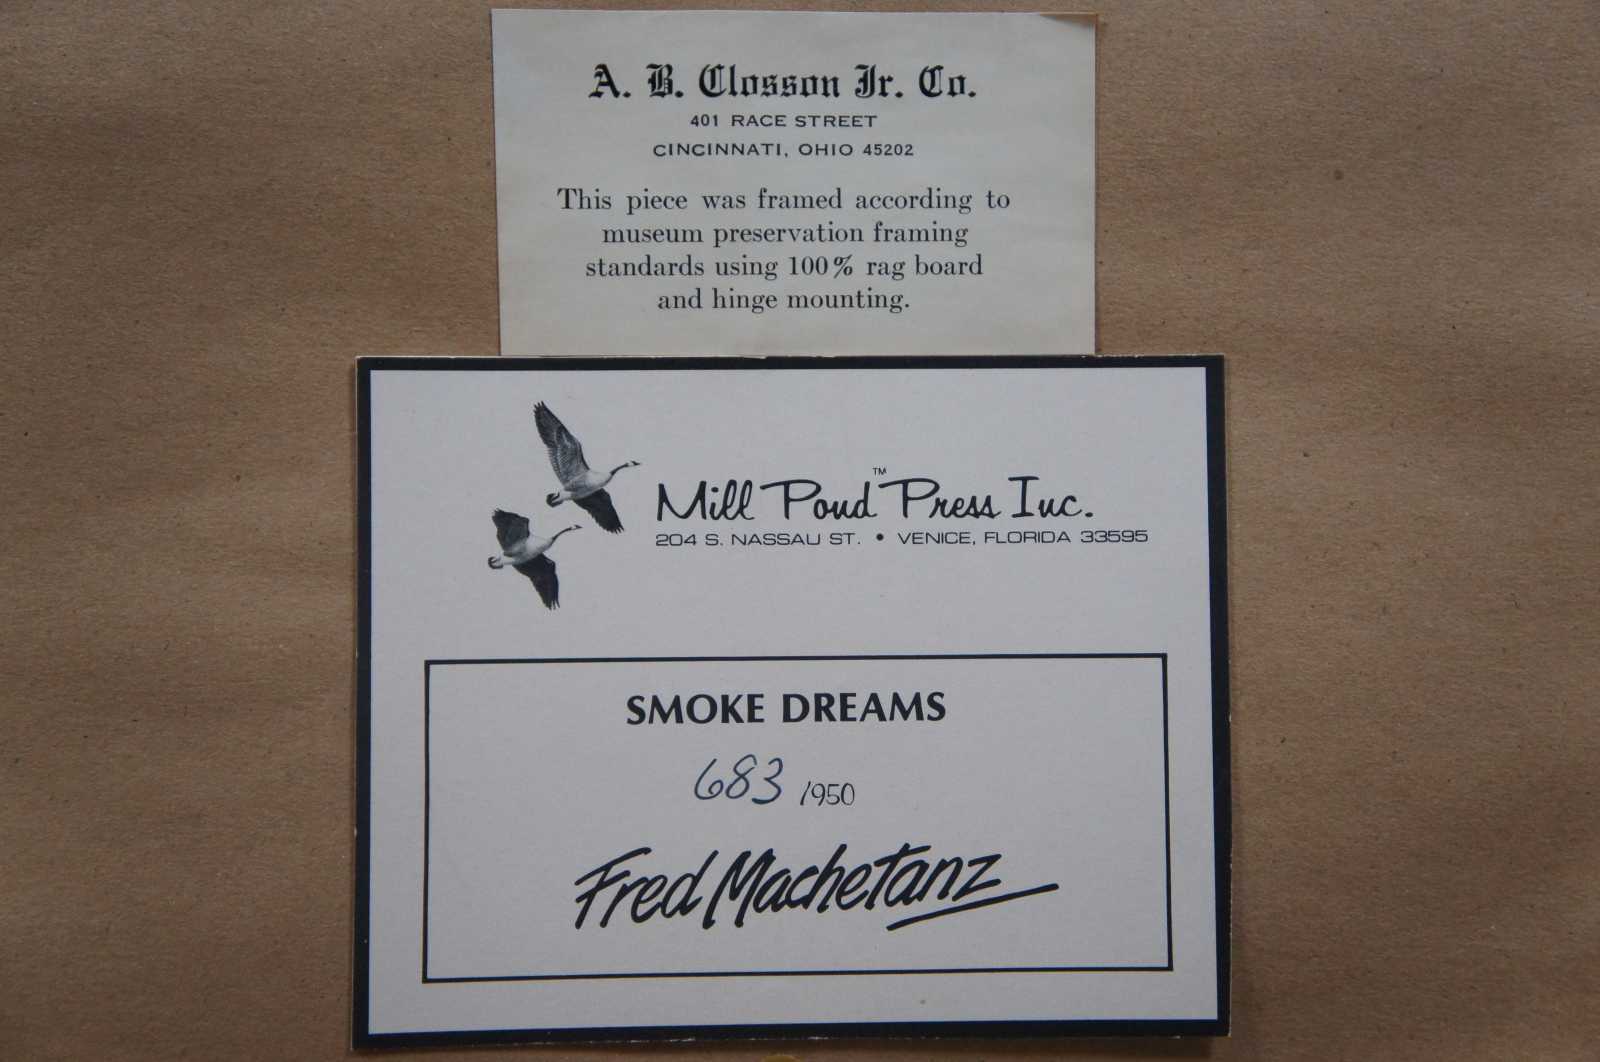 A. B. Closson Jr. Co.
401 RACE STREET
CINCINNATI, OHIO 45202
This piece was framed according to
museum preservation framing
standards using 100% rag board
and hinge mounting.
Mill Pond™ Press Inc.
204 S. NASSAU ST. • VENICE, FLORIDA 33595
SMOKE DREAMS
683 /950
Fred Machetanz